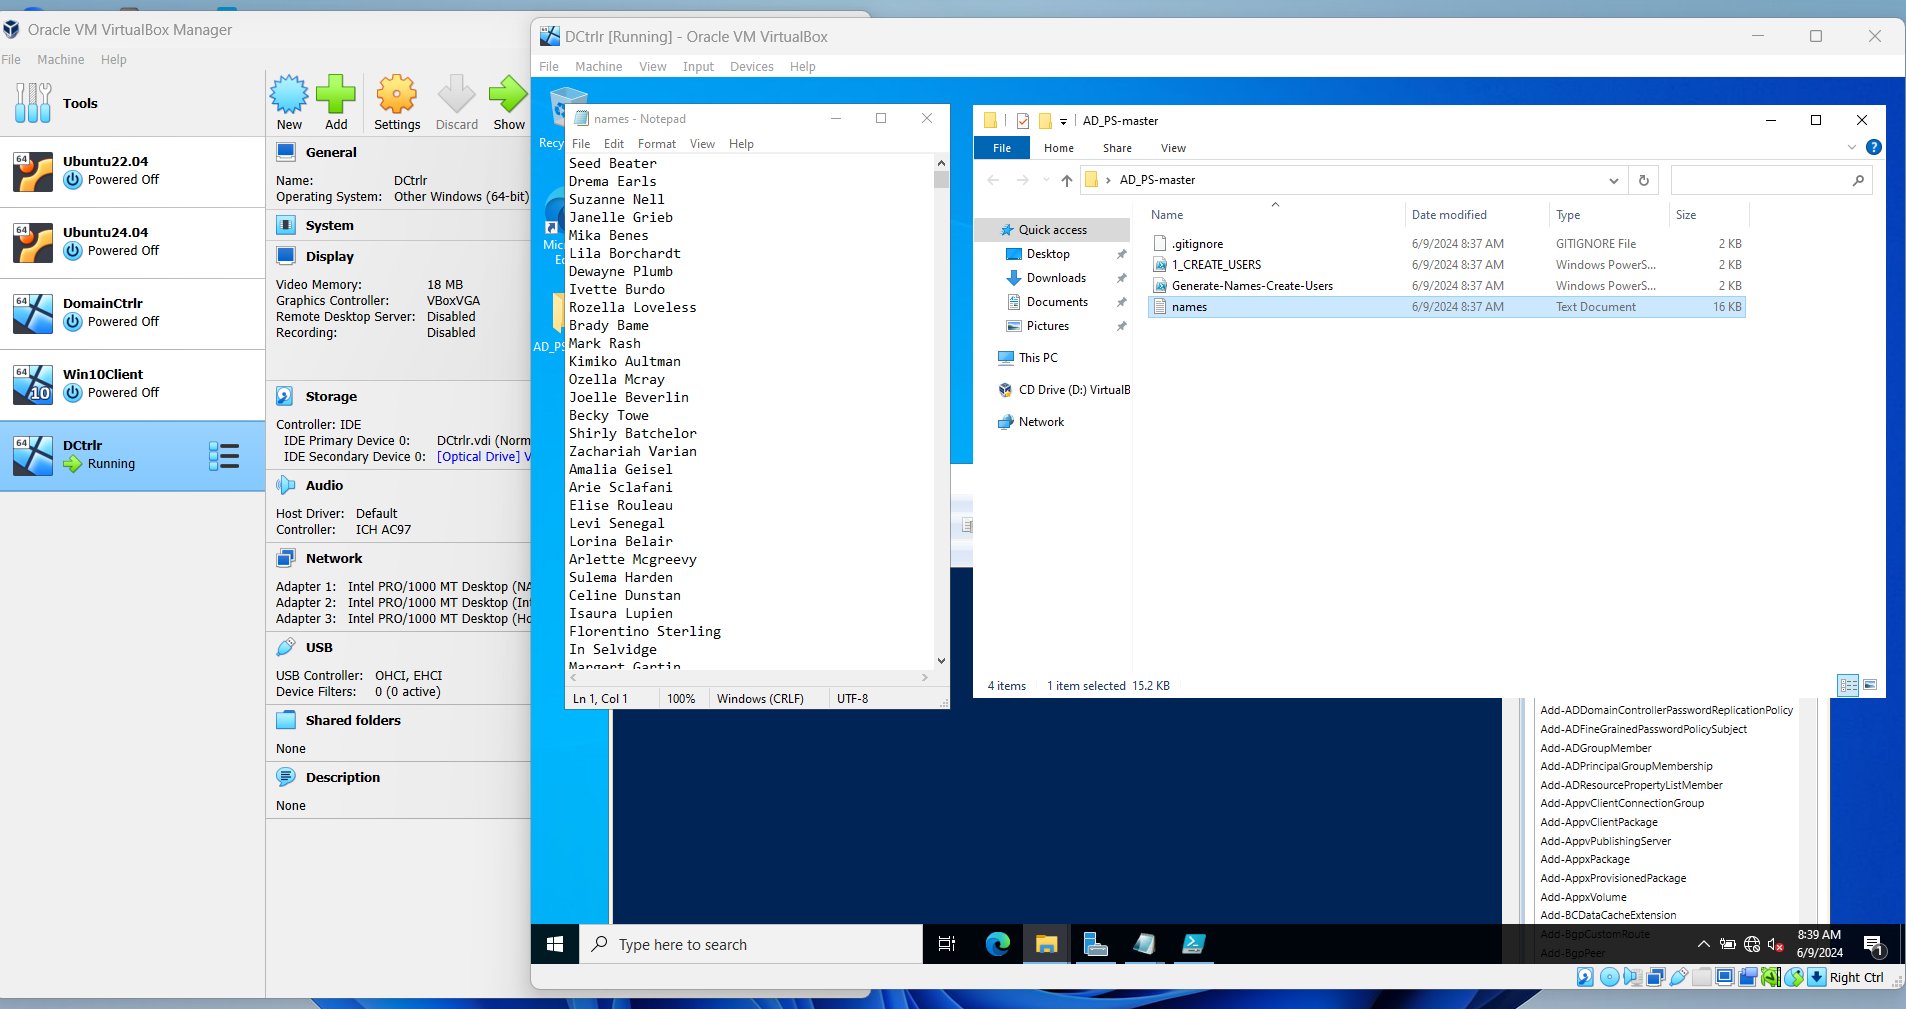 Oracle VM VirtualBox Manager
File Machine Help
Tools
New Add Settings Discard Show
64 Ubuntu22.04
Powered Off
64 Ubuntu24.04
Powered Off
64 DomainCtrlr
Powered Off
64 10 Win10Client
Powered Off
64 DCtrlr
Running
General
Name: DCtrlr
Operating System: Other Windows (64-bit)
System
Display
Video Memory: 18 MB
Graphics Controller: VBoxVGA
Remote Desktop Server: Disabled
Recording: Disabled
Storage
Controller: IDE
IDE Primary Device 0: DCtrlr.vdi (Norm
IDE Secondary Device 0: [Optical Drive] V
Audio
Host Driver: Default
Controller: ICH AC97
Network
Adapter 1: Intel PRO/1000 MT Desktop (NA
Adapter 2: Intel PRO/1000 MT Desktop (Int
Adapter 3: Intel PRO/1000 MT Desktop (Ho
USB
USB Controller: OHCI, EHCI
Device Filters: 0 (0 active)
Shared folders
None
Description
None
DCtrlr [Running] - Oracle VM VirtualBox
File Machine View Input Devices Help
Recy
Mic
Ed
AD_PS
names - Notepad
File Edit Format View Help
Seed Beater
Drema Earls
Suzanne Nell
Janelle Grieb
Mika Benes
Lila Borchardt
Dewayne Plumb
Ivette Burdo
Rozella Loveless
Brady Bame
Mark Rash
Kimiko Aultman
Ozella Mcray
Joelle Beverlin
Becky Towe
Shirly Batchelor
Zachariah Varian
Amalia Geisel
Arie Sclafani
Elise Rouleau
Levi Senegal
Lorina Belair
Arlette Mcgreevy
Sulema Harden
Celine Dunstan
Isaura Lupien
Florentino Sterling
In Selvidge
Margert Gartin
Ln 1, Col 1 100% Windows (CRLF) UTF-8
AD_PS-master
File Home Share View
AD_PS-master
Quick access
Desktop
Downloads
Documents
Pictures
This PC
CD Drive (D:) VirtualB
Network
Name Date modified Type Size
.gitignore 6/9/2024 8:37 AM GITIGNORE File 2 KB
1_CREATE_USERS 6/9/2024 8:37 AM Windows PowerS... 2 KB
Generate-Names-Create-Users 6/9/2024 8:37 AM Windows PowerS... 2 KB
names 6/9/2024 8:37 AM Text Document 16 KB
4 items 1 item selected 15.2 KB
Add-ADDomainControllerPasswordReplicationPolicy
Add-ADFineGrainedPasswordPolicySubject
Add-ADGroupMember
Add-ADPrincipalGroupMembership
Add-ADResourcePropertyListMember
Add-AppvClientConnectionGroup
Add-AppvClientPackage
Add-AppvPublishingServer
Add-AppxPackage
Add-AppxProvisionedPackage
Add-AppxVolume
Add-BCDataCacheExtension
Add-BgpCustomRoute
Add-BgpPeer
Type here to search
8:39 AM
6/9/2024
1
Right Ctrl